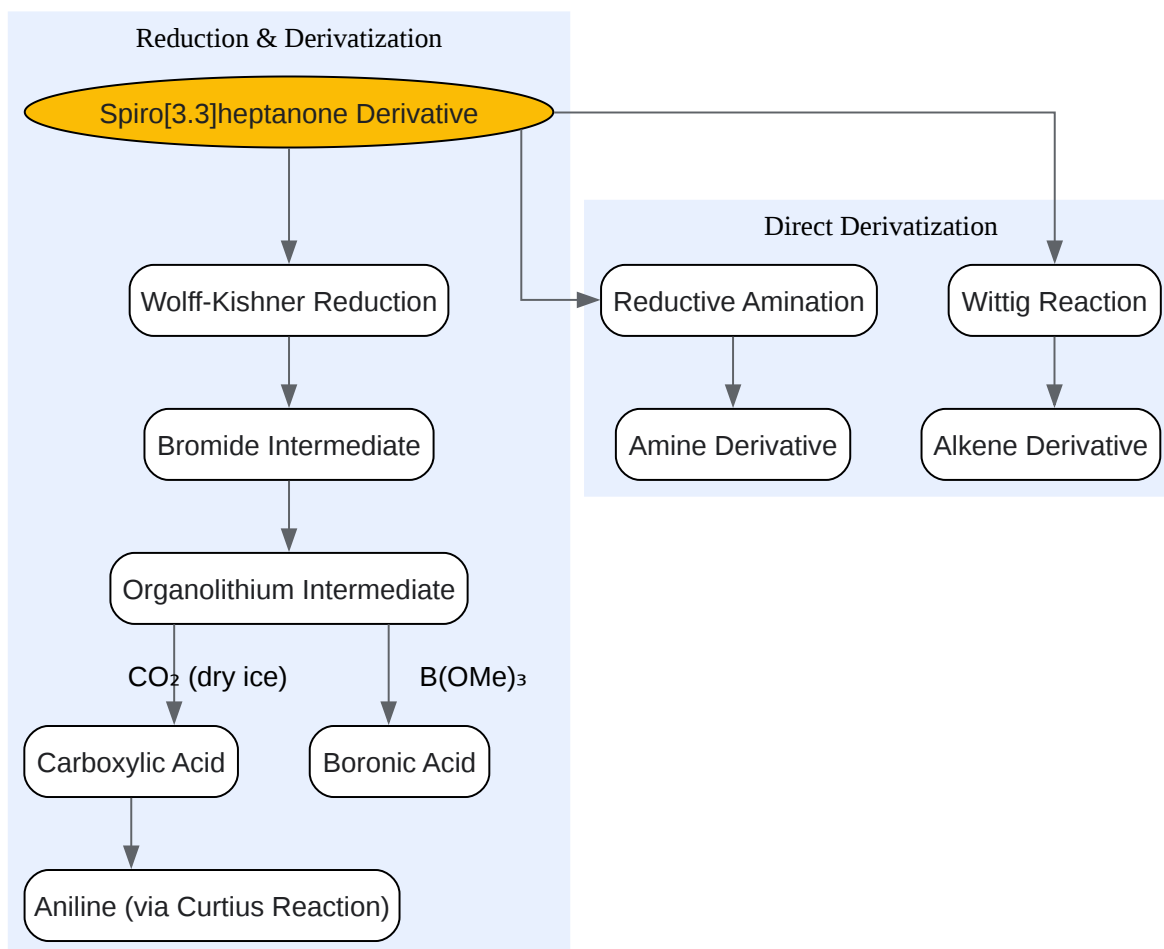 Reduction & Derivatization
Spiro[3.3]heptanone Derivative
Direct Derivatization
Wolff-Kishner Reduction
Reductive Amination
Wittig Reaction
Bromide Intermediate
Amine Derivative
Alkene Derivative
Organolithium Intermediate
CO₂ (dry ice)
B(OMe)₃
Carboxylic Acid
Boronic Acid
Aniline (via Curtius Reaction)